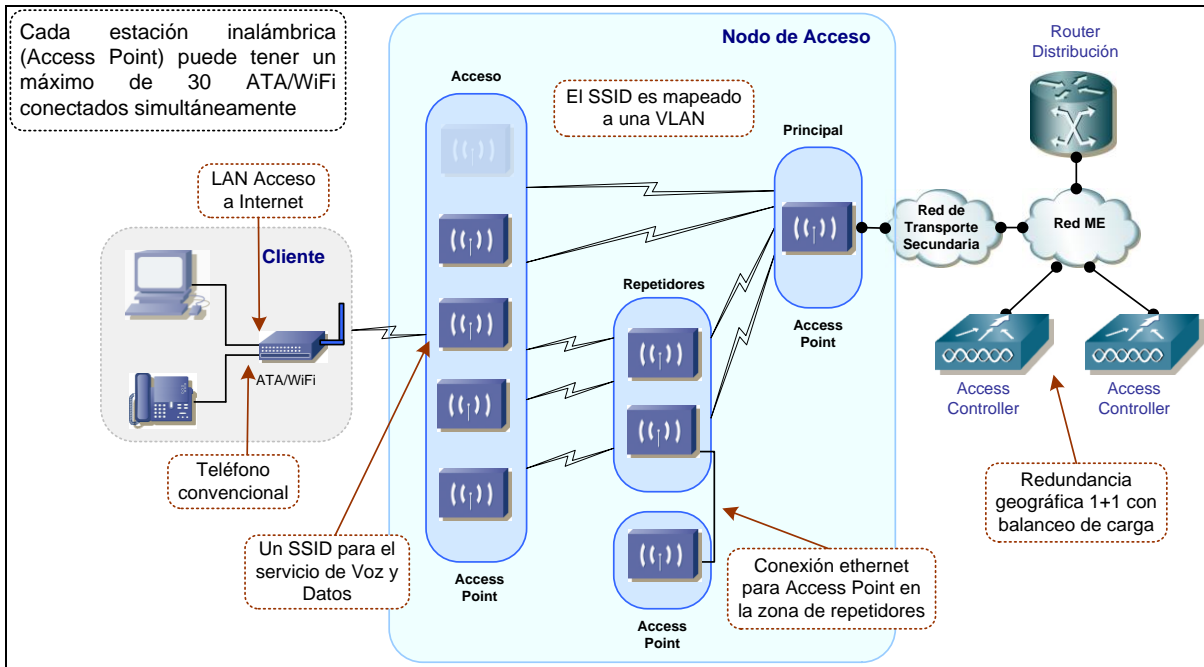 Cada estación inalámbrica
(Access Point) puede tener un
máximo de 30 ATA/WiFi
conectados simultáneamente
Nodo de Acceso
Acceso
El SSID es mapeado
a una VLAN
Principal
Router
Distribución
LAN Acceso
a Internet
Cliente
Red de
Transporte
Secundaria
Red ME
Repetidores
Access
Point
ATA/WiFi
Access
Controller
Access
Controller
Teléfono
convencional
Un SSID para el
servicio de Voz y
Datos
Access
Point
Access
Point
Conexión ethernet
para Access Point en
la zona de repetidores
Redundancia
geográfica 1+1 con
balanceo de carga